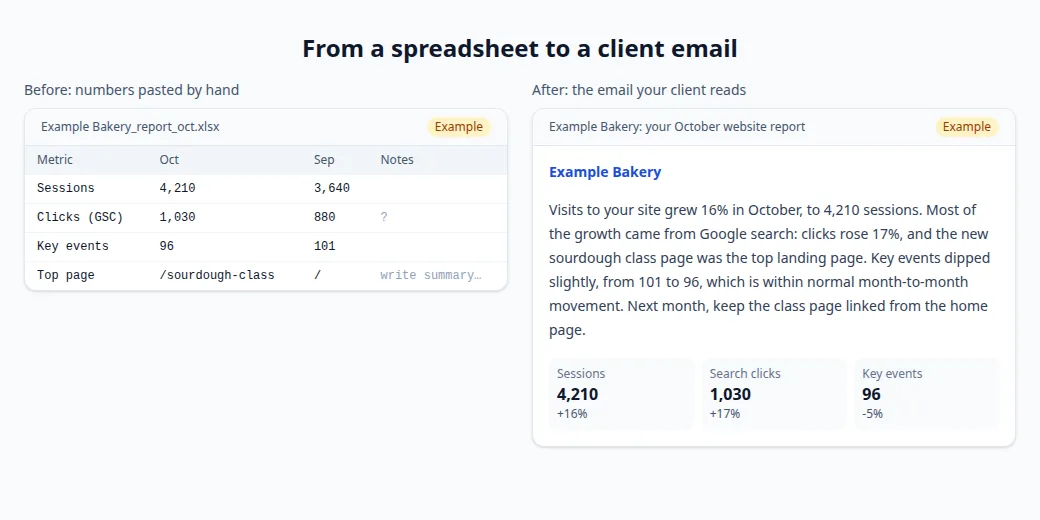 From a spreadsheet to a client email
Before: numbers pasted by hand
Example Bakery_report_oct.xlsx Example
Metric Oct Sep Notes
Sessions 4,210 3,640
Clicks (GSC) 1,030 880 ?
Key events 96 101
Top page /sourdough-class / write summary…
After: the email your client reads
Example Bakery: your October website report Example
Example Bakery
Visits to your site grew 16% in October, to 4,210 sessions. Most of
the growth came from Google search: clicks rose 17%, and the new
sourdough class page was the top landing page. Key events dipped
slightly, from 101 to 96, which is within normal month-to-month
movement. Next month, keep the class page linked from the home
page.
Sessions Search clicks Key events
4,210 1,030 96
+16% +17% -5%